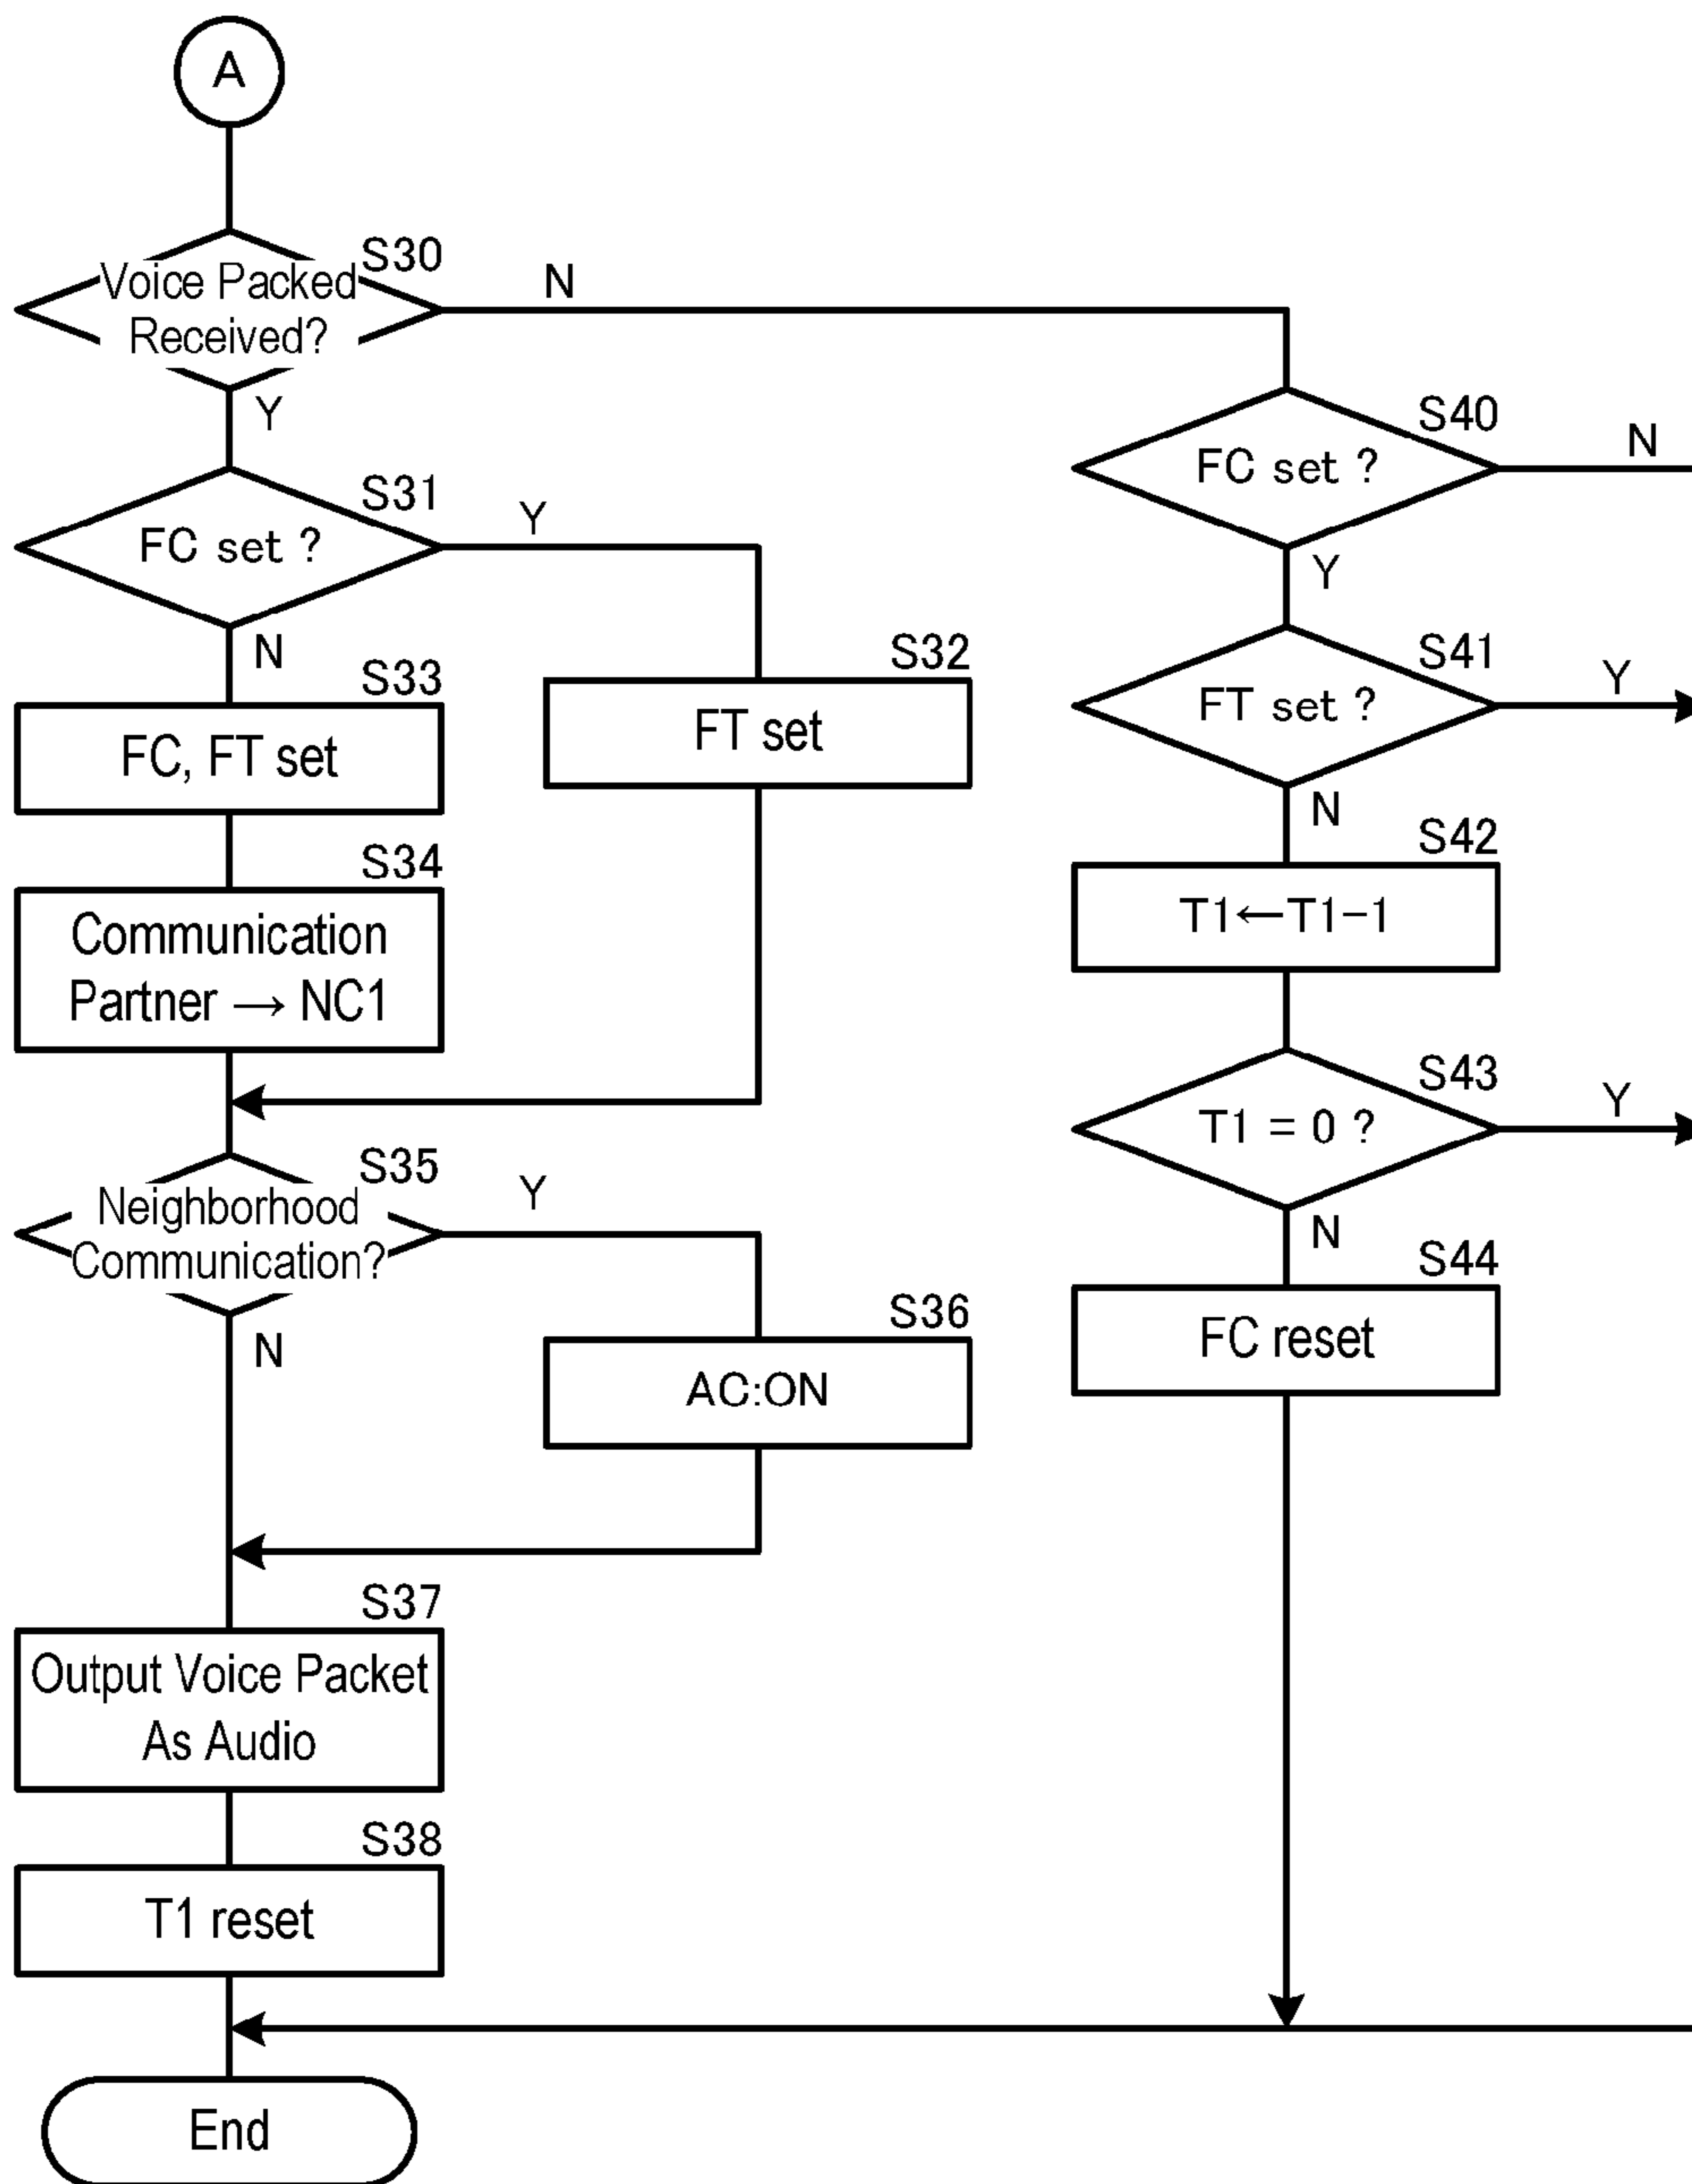 A
S30
Voice Packed
Received?
N
Y
S31
FC set ?
Y
N
S32
FT set
S33
FC, FT set
S34
Communication
Partner → NC1
S35
Neighborhood
Communication?
Y
N
S36
AC:ON
S37
Output Voice Packet
As Audio
S38
T1 reset
End
S40
FC set ?
N
Y
S41
FT set ?
Y
N
S42
T1←T1-1
S43
T1 = 0 ?
Y
N
S44
FC reset